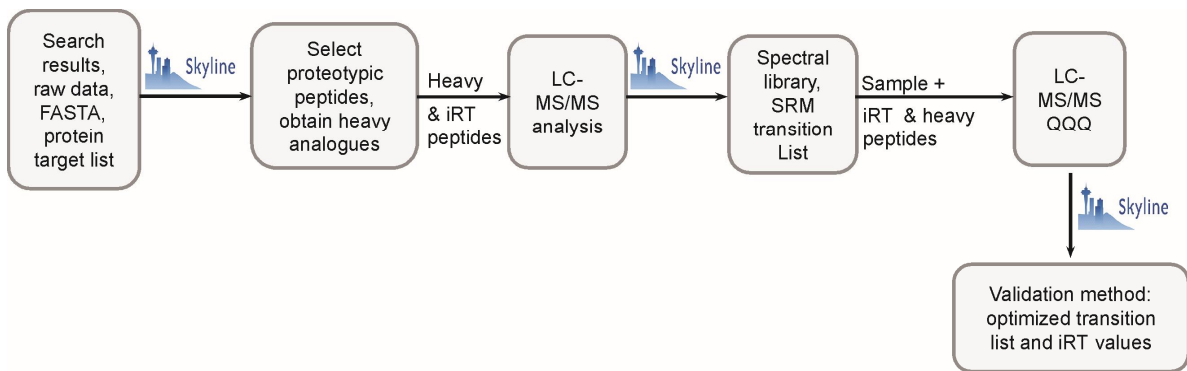 Search
results,
raw data,
FASTA,
protein
target list
Skyline
Select
proteotypic
peptides,
obtain heavy
analogues
Heavy
& iRT
peptides
LC-
MS/MS
analysis
Skyline
Spectral
library,
SRM
transition
List
Sample +
iRT & heavy
peptides
LC-
MS/MS
QQQ
Skyline
Validation method:
optimized transition
list and iRT values